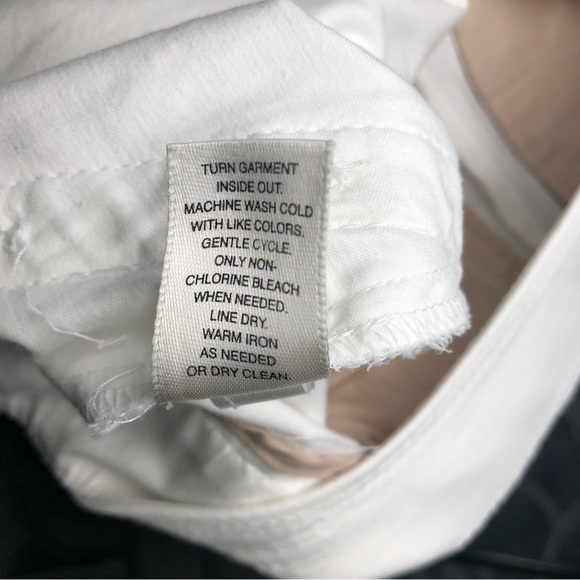 TURN GARMENT
INSIDE OUT.
MACHINE WASH COLD
WITH LIKE COLORS.
GENTLE CYCLE.
ONLY NON-
CHLORINE BLEACH
WHEN NEEDED.
LINE DRY.
WARM IRON
AS NEEDED
OR DRY CLEAN.